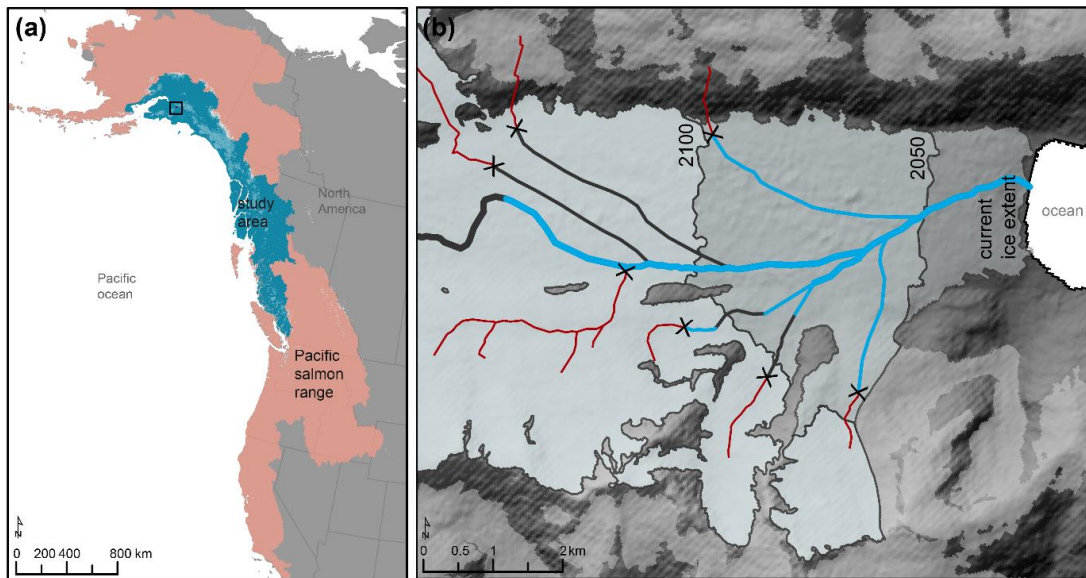 (a)
North
America
study
area
Pacific
ocean
Pacific
salmon
range
0 200 400 800 km
(b)
2100
2050
current
ice extent
ocean
0 0.5 1 2 km